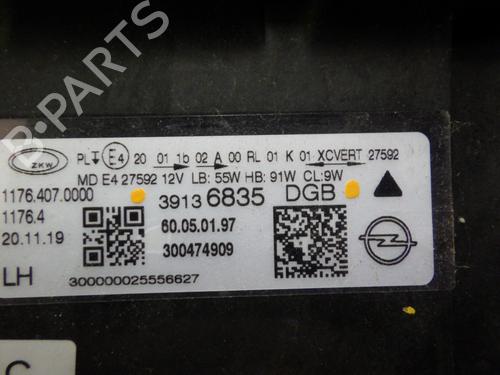 B-PARTS
ZKW
PL E4 20 01 1b 02 A 00 RL 01 K 01 XCVERT 27592
MD E4 27592 12V LB: 55W HB: 91W CL:9W
1176.407.0000
39136835 DGB
1176.4
60.05.01.97
20.11.19
300474909
LH
300000025556627
C